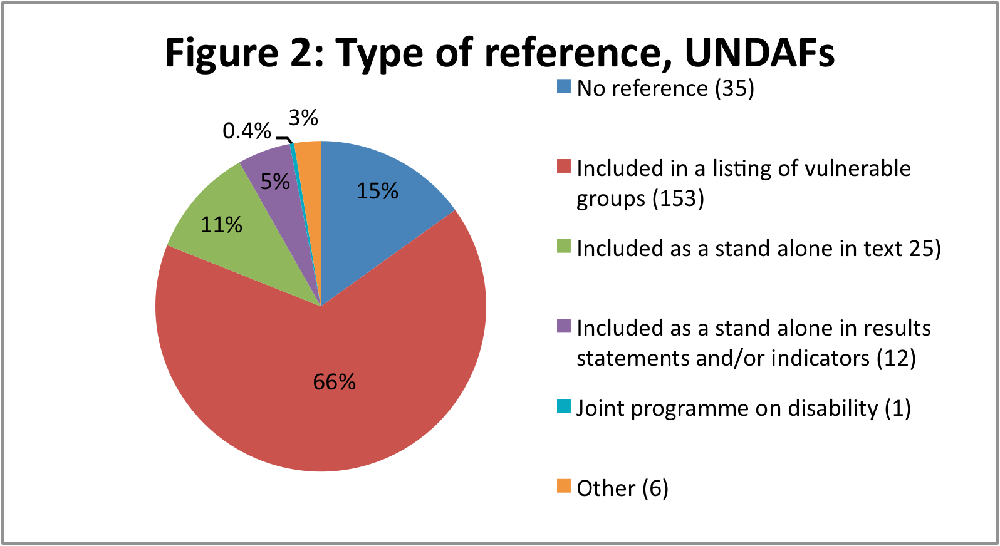 Figure 2: Type of reference, UNDAFs
No reference (35)
Included in a listing of vulnerable
groups (153)
Included as a stand alone in text 25)
Included as a stand alone in results
statements and/or indicators (12)
Joint programme on disability (1)
Other (6)
0.4%
3%
5%
15%
11%
66%